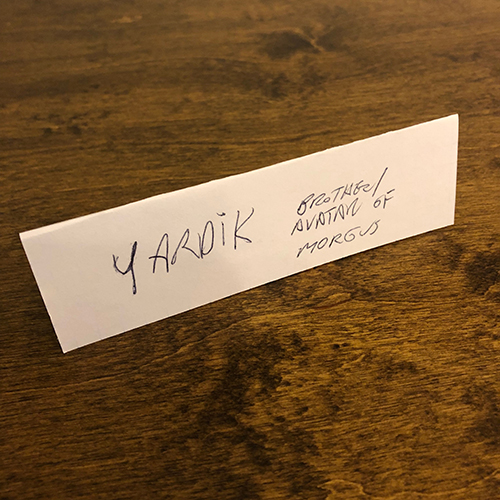 YARDiK
BROTHER/
AVATAR OF
MORGUS